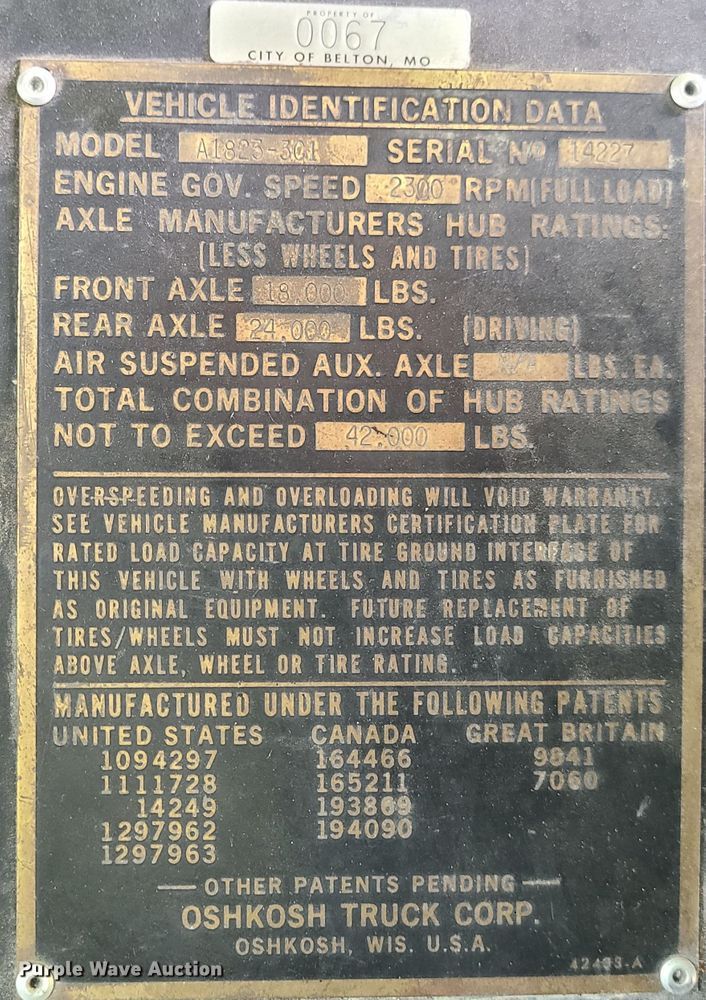 PROPERTY OF
0067
CITY OF BELTON, MO
VEHICLE IDENTIFICATION DATA
MODEL A1823-301 SERIAL Nº 14227
ENGINE GOV. SPEED 2300 RPM (FULL LOAD)
AXLE MANUFACTURERS HUB RATINGS:
(LESS WHEELS AND TIRES)
FRONT AXLE 18,000 LBS.
REAR AXLE 24,000 LBS. (DRIVING)
AIR SUSPENDED AUX. AXLE N/A LBS. EA.
TOTAL COMBINATION OF HUB RATINGS
NOT TO EXCEED 42,000 LBS.
OVERSPEEDING AND OVERLOADING WILL VOID WARRANTY.
SEE VEHICLE MANUFACTURERS CERTIFICATION PLATE FOR
RATED LOAD CAPACITY AT TIRE GROUND INTERFACE OF
THIS VEHICLE WITH WHEELS AND TIRES AS FURNISHED
AS ORIGINAL EQUIPMENT. FUTURE REPLACEMENT OF
TIRES/WHEELS MUST NOT INCREASE LOAD CAPACITIES
ABOVE AXLE, WHEEL OR TIRE RATING.
MANUFACTURED UNDER THE FOLLOWING PATENTS
UNITED STATES CANADA GREAT BRITAIN
1094297 164466 9841
1111728 165211 7060
14249 193869
1297962 194090
1297963
OTHER PATENTS PENDING
OSHKOSH TRUCK CORP.
OSHKOSH, WIS. U.S.A.
42433-A
Purple Wave Auction